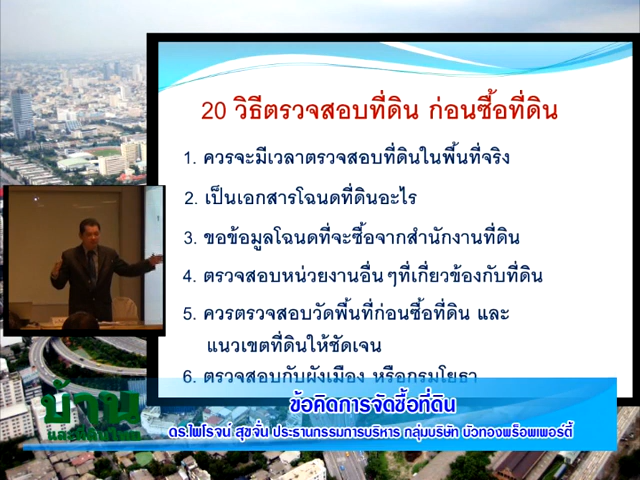 20 วิธีตรวจสอบที่ดิน ก่อนซื้อที่ดิน
1. ควรจะมีเวลาตรวจสอบที่ดินในพื้นที่จริง
2. เป็นเอกสารโฉนดที่ดินอะไร
3. ขอข้อมูลโฉนดที่จะซื้อจากสำนักงานที่ดิน
4. ตรวจสอบหน่วยงานอื่นๆที่เกี่ยวข้องกับที่ดิน
5. ควรตรวจสอบวัดพื้นที่ก่อนซื้อที่ดิน และ
แนวเขตที่ดินให้ชัดเจน
6. ตรวจสอบกับผังเมือง หรือกรมโยธา
บ้าน
ข้อคิดการจัดซื้อที่ดิน
ดร.ไพโรจน์ สุขจั่น ประธานกรรมการบริหาร กลุ่มบริษัท บัวทองพร็อพเพอร์ตี้